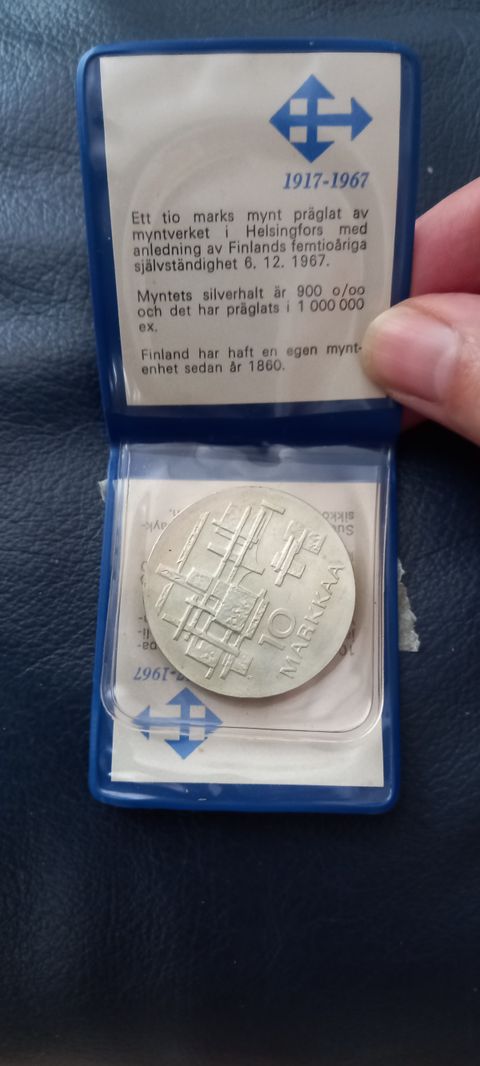 1917-1967
Ett tio marks mynt präglat av
myntverket i Helsingfors med
anledning av Finlands femtioåriga
självständighet 6. 12. 1967.
Myntets silverhalt är 900 o/oo
och det har präglats i 1 000 000
ex.
Finland har haft en egen mynt-
enhet sedan år 1860.
10
MARKKAA
7-1967